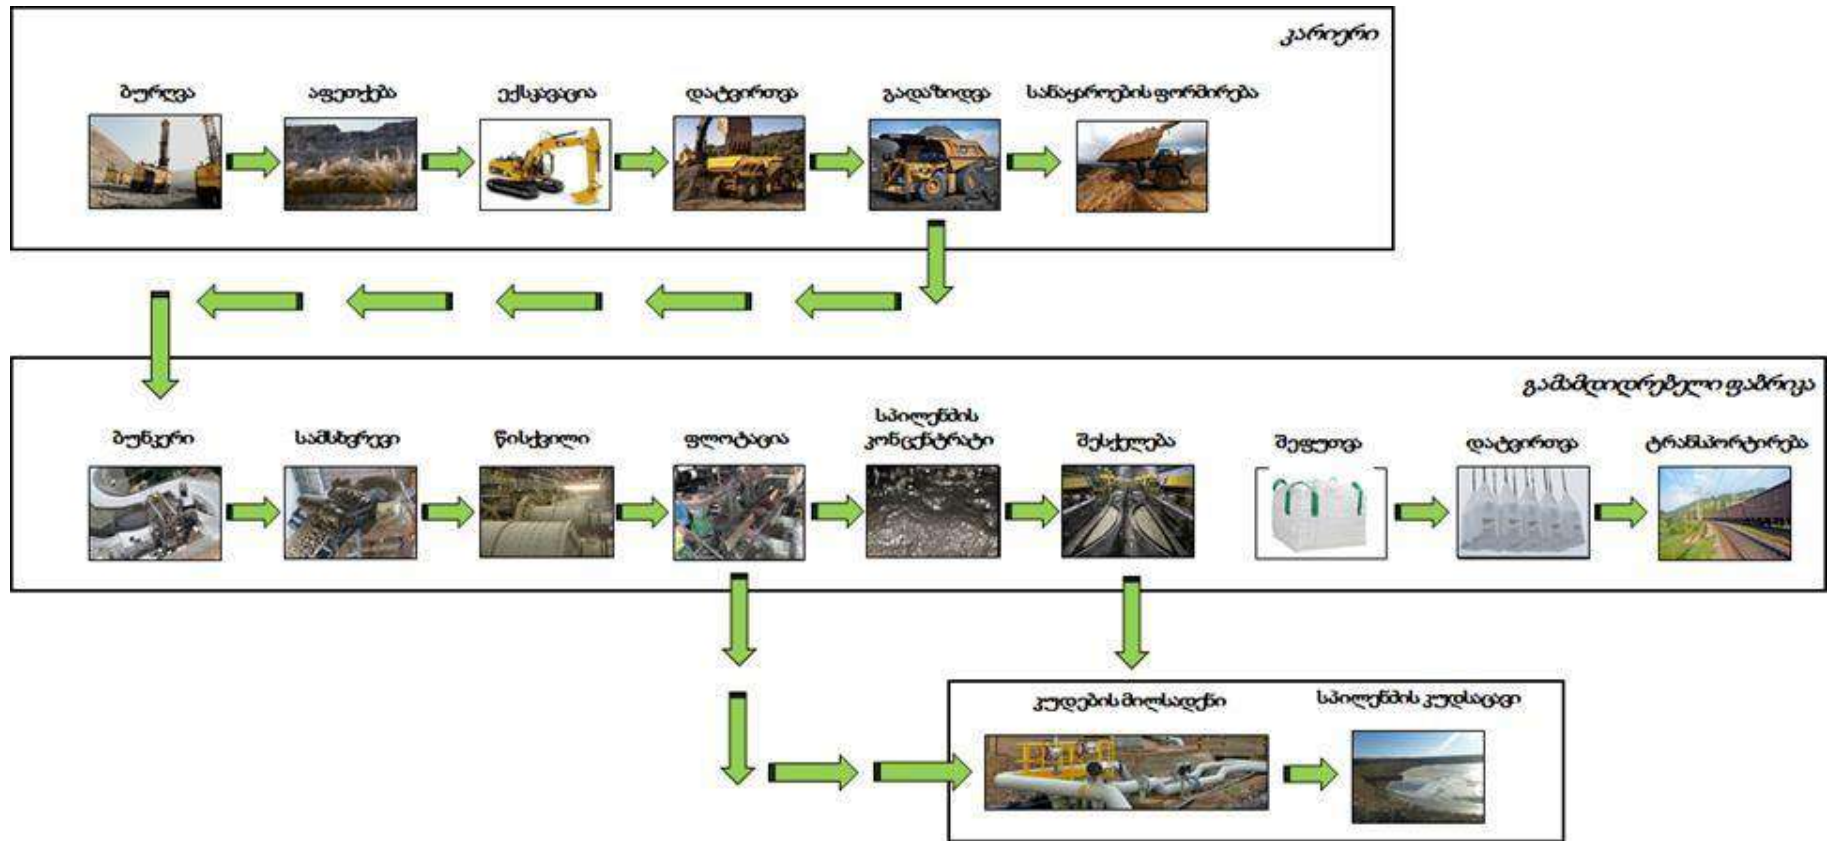 კარიერი
ბურღვა
აფეთქება
ექსკავაცია
დატვირთვა
გადაზიდვა
სანაყაროების ფორმირება
გამამდიდრებელი ფაბრიკა
ბუნკერი
სამსხვრევი
წისქვილი
ფლოტაცია
სპილენძის
კონცენტრატი
შესქელება
შეფუთვა
დატვირთვა
ტრანსპორტირება
კუდების მილსადენი
სპილენძის კუდსაცავი